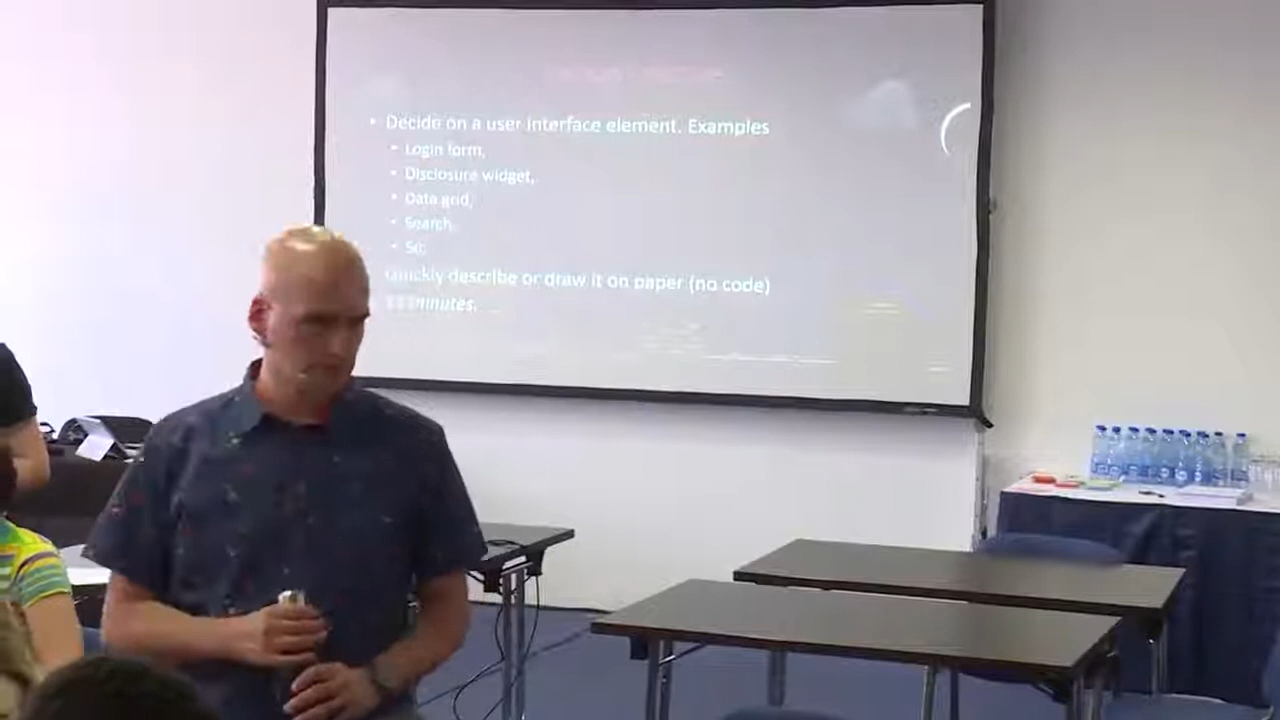 • Decide on a user interface element. Examples
• Login form,
• Disclosure widget,
• Data grid,
• Search,
Quickly describe or draw it on paper (no code)
minutes.